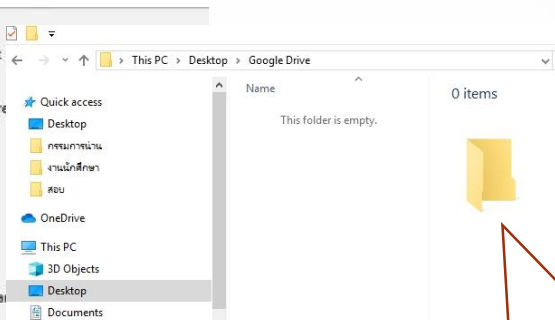 This PC > Desktop > Google Drive
Name
0 items
Quick access
This folder is empty.
Desktop
กรรมการน่าน
งานนักศึกษา
สอบ
OneDrive
This PC
3D Objects
Desktop
Documents